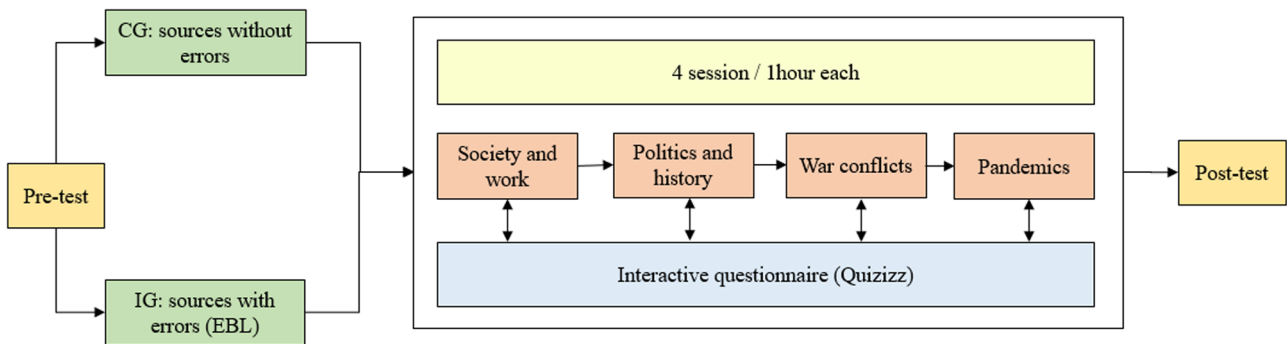 Pre-test
CG: sources without
errors
IG: sources with
errors (EBL)
4 session / 1hour each
Society and
work
Politics and
history
War conflicts
Pandemics
Interactive questionnaire (Quizizz)
Post-test